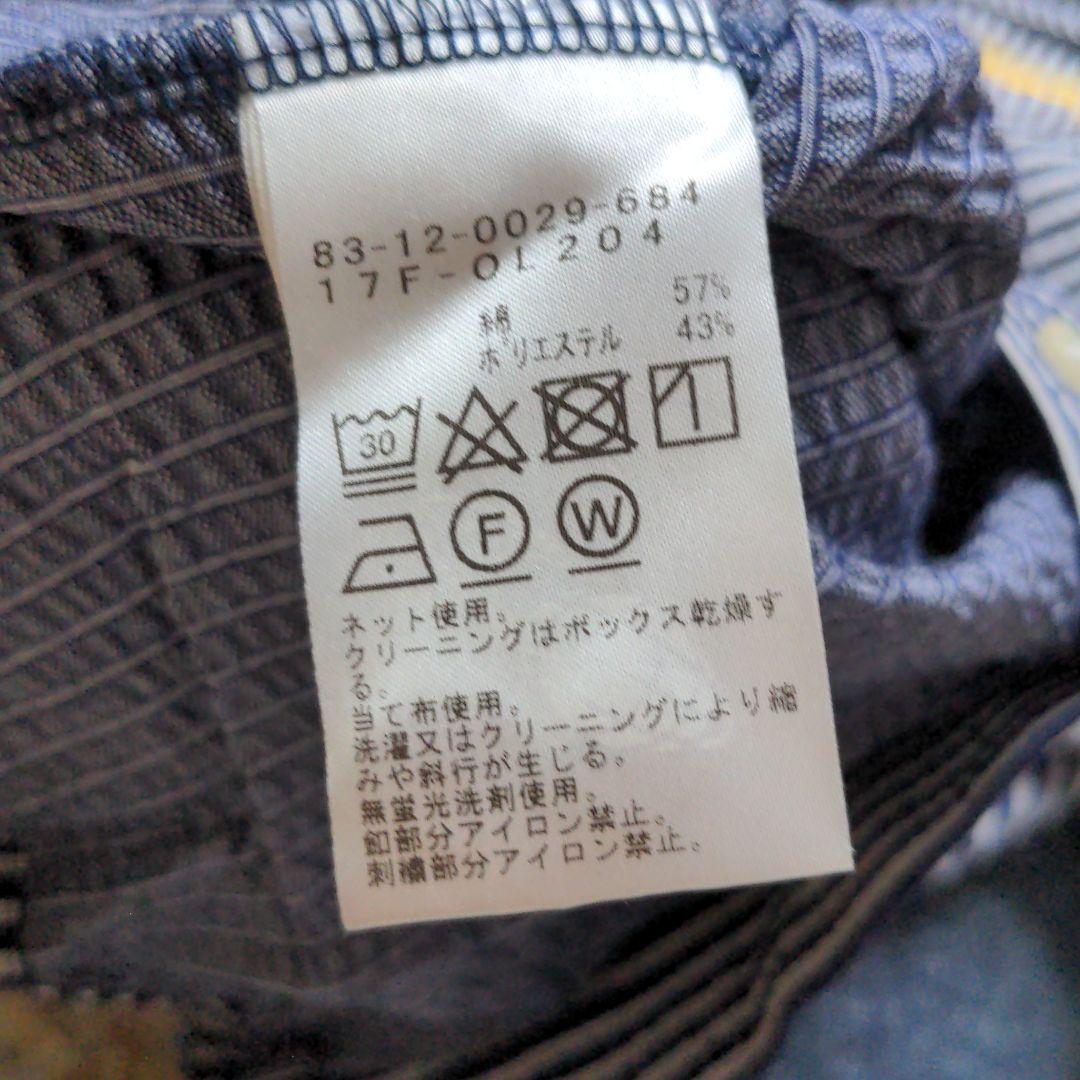 83-12-0029-684
17F-OL204
綿 57%
ポリエステル 43%
30
F W
ネット使用。
クリーニングはボックス乾燥す
る。
当て布使用。
洗濯又はクリーニングにより縮
みや斜行が生じる。
無蛍光洗剤使用。
釦部分アイロン禁止。
刺繍部分アイロン禁止。